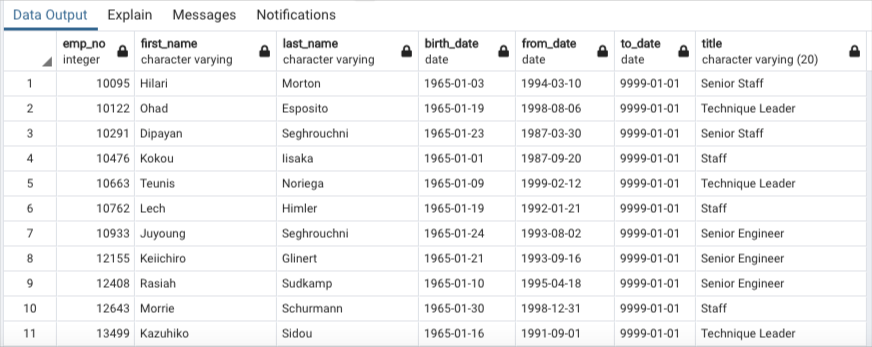 Data Output Explain Messages Notifications
emp_no first_name last_name birth_date from_date to_date title
integer character varying character varying date date date character varying (20)
1 10095 Hilari Morton 1965-01-03 1994-03-10 9999-01-01 Senior Staff
2 10122 Ohad Esposito 1965-01-19 1998-08-06 9999-01-01 Technique Leader
3 10291 Dipayan Seghrouchni 1965-01-23 1987-03-30 9999-01-01 Senior Staff
4 10476 Kokou Iisaka 1965-01-01 1987-09-20 9999-01-01 Staff
5 10663 Teunis Noriega 1965-01-09 1999-02-12 9999-01-01 Technique Leader
6 10762 Lech Himler 1965-01-19 1992-01-21 9999-01-01 Staff
7 10933 Juyoung Seghrouchni 1965-01-24 1993-08-02 9999-01-01 Senior Engineer
8 12155 Keiichiro Glinert 1965-01-21 1993-09-16 9999-01-01 Senior Engineer
9 12408 Rasiah Sudkamp 1965-01-10 1995-04-18 9999-01-01 Senior Engineer
10 12643 Morrie Schurmann 1965-01-30 1998-12-31 9999-01-01 Staff
11 13499 Kazuhiko Sidou 1965-01-16 1991-09-01 9999-01-01 Technique Leader